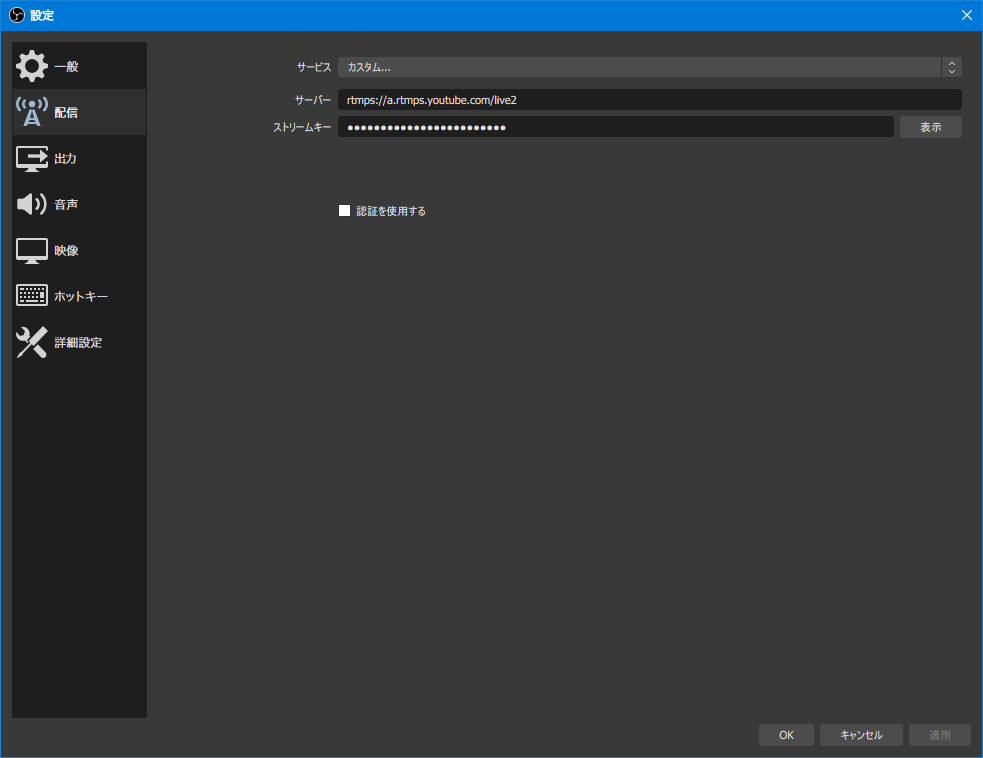 設定
一般
配信
出力
音声
映像
ホットキー
詳細設定
サービス カスタム...
サーバー rtmps://a.rtmps.youtube.com/live2
ストリームキー ●●●●●●●●●●●●●●●●●●●●●●●● 表示
認証を使用する
OK キャンセル 適用